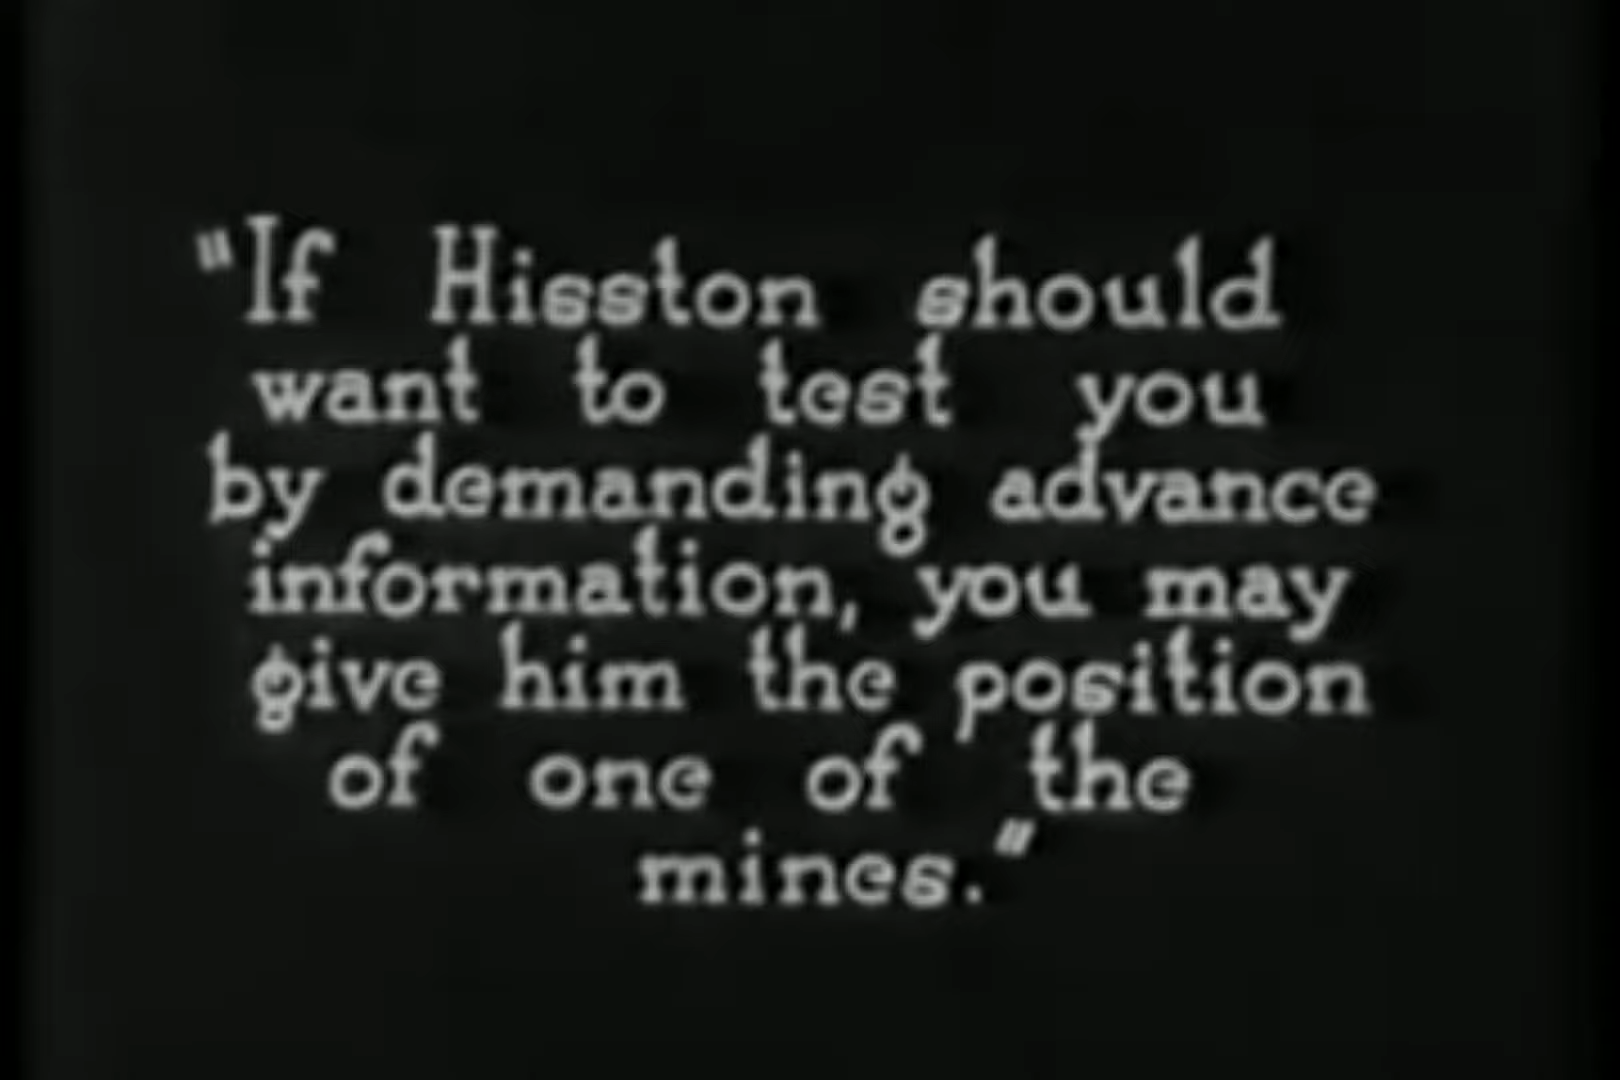 "If Hisston should
want to test you
by demanding advance
information, you may
give him the position
of one of the
mines."